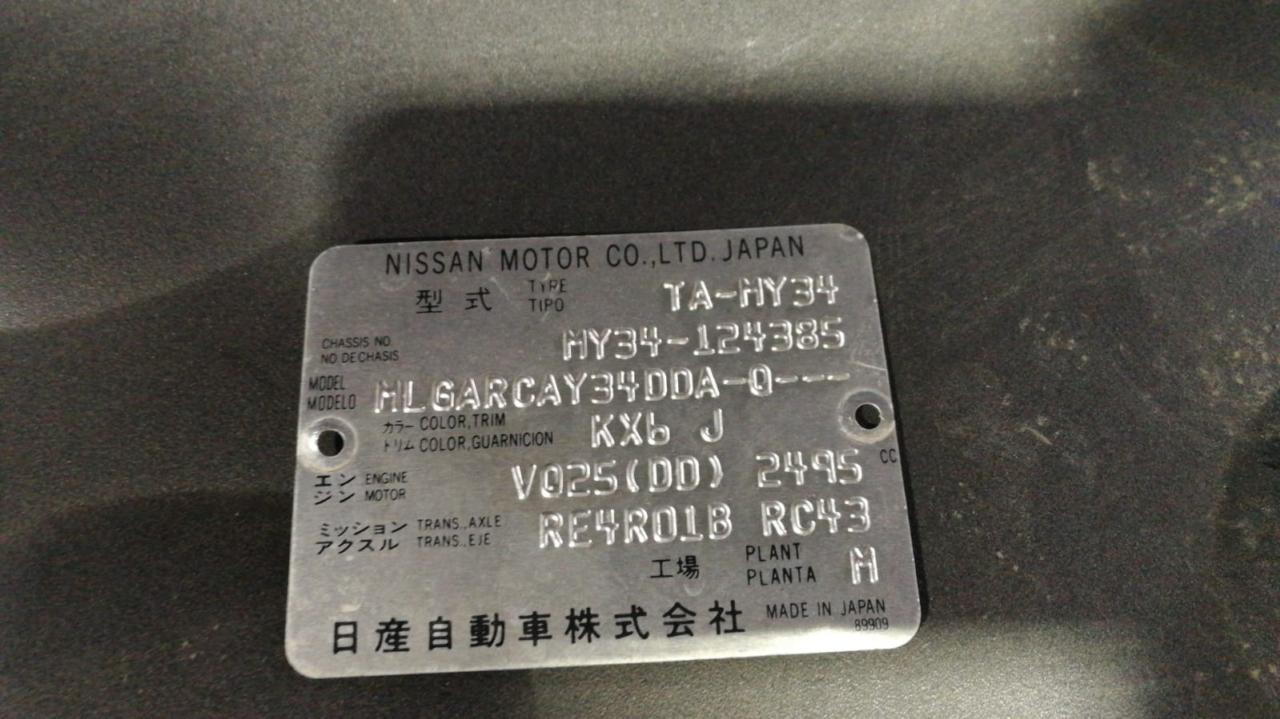 NISSAN MOTOR CO.,LTD.JAPAN
型式 TYPE TIPO TA-HY34
CHASSIS NO. NO DE CHASIS HY34-124385
MODEL MODELO HLGARCAY34DDA-Q---
カラー COLOR,TRIM トリム COLOR,GUARNICION KX6 J
エンジン ENGINE MOTOR VQ25(DD) 2495 CC
ミッション TRANS.,AXLE アクスル TRANS.,EJE RE4R01B RC43
工場 PLANT PLANTA M
日産自動車株式会社 MADE IN JAPAN
89909